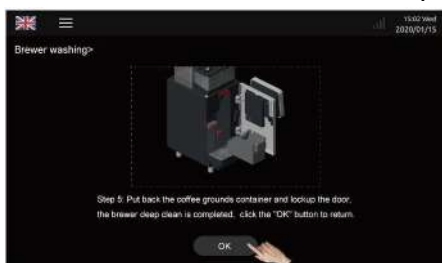 15:02 Wed
2020/01/15
Brewer washing>
Step 5: Put back the coffee grounds container and lockup the door,
the brewer deep clean is completed, click the "OK" button to return.
OK